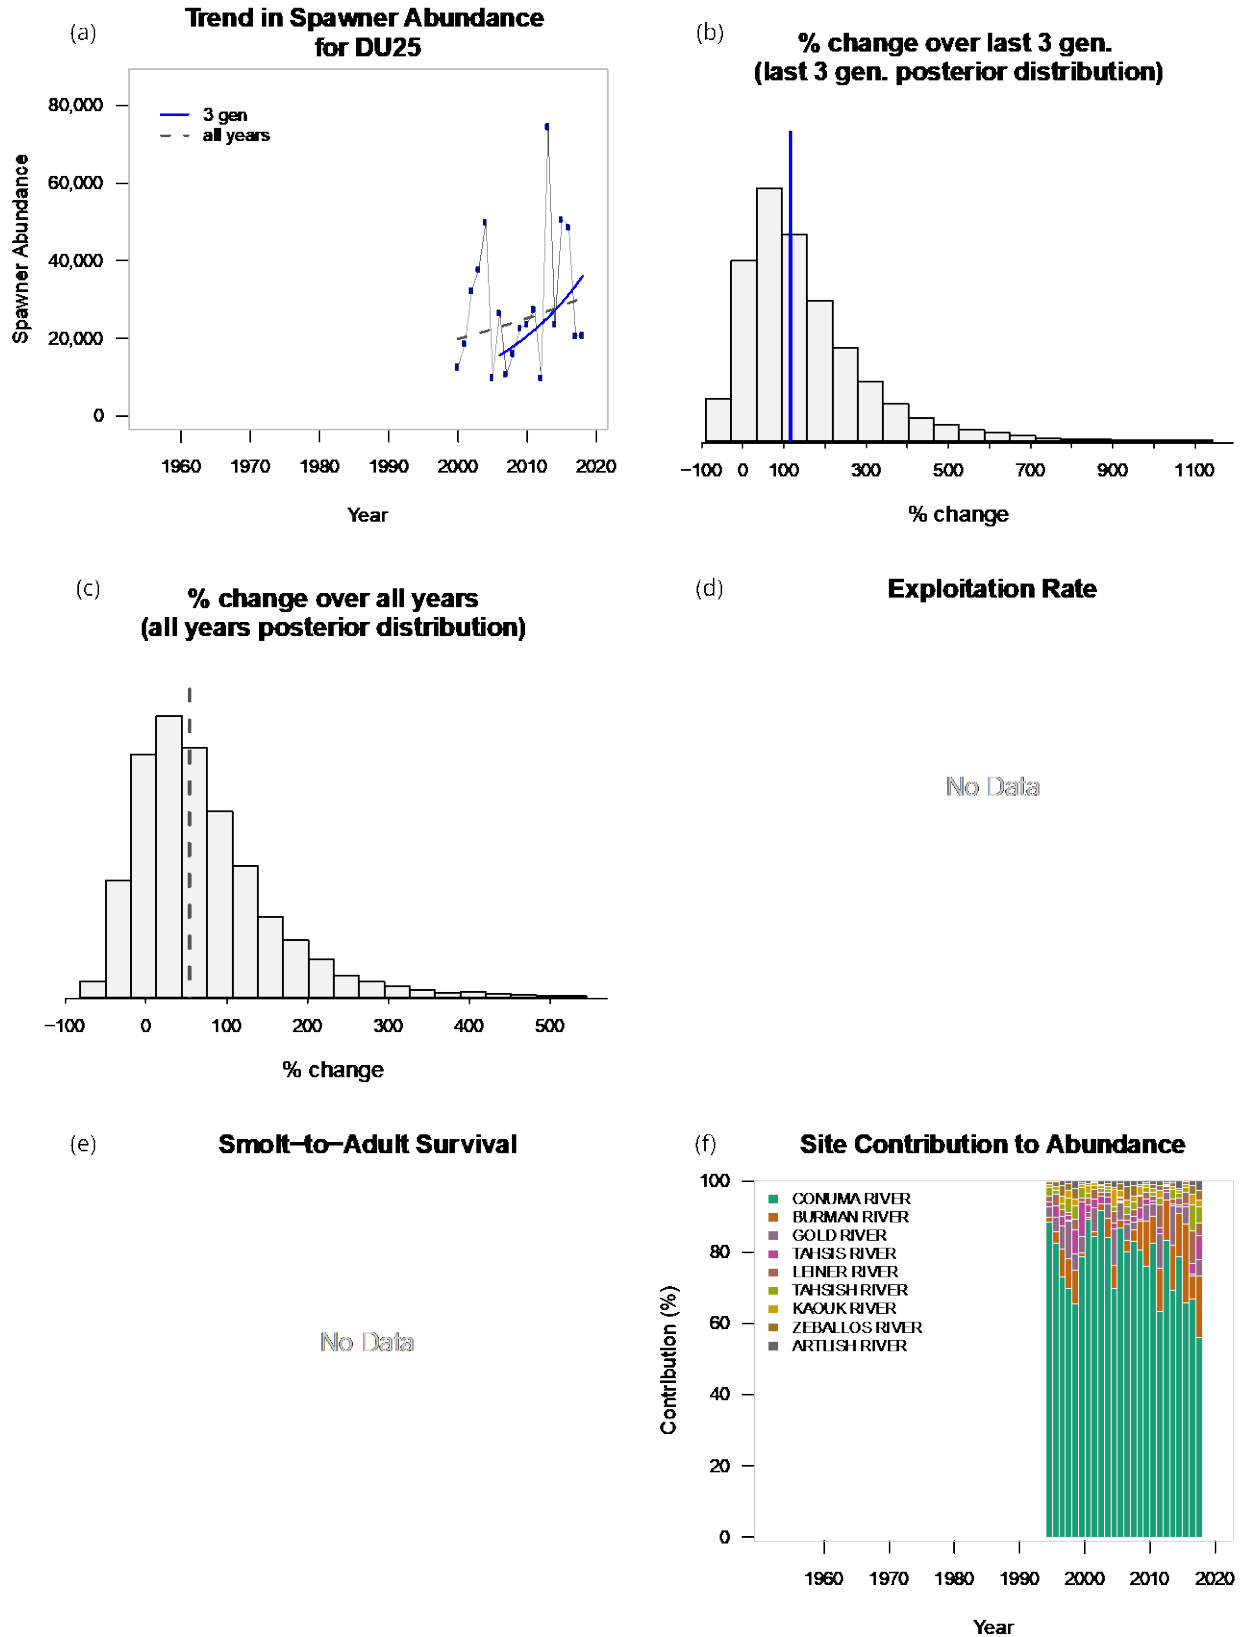 (a)
Trend in Spawner Abundance
for DU25
3 gen
all years
Spawner Abundance
80,000
60,000
40,000
20,000
0
1960 1970 1980 1990 2000 2010 2020
Year
(b)
% change over last 3 gen.
(last 3 gen. posterior distribution)
−100 0 100 300 500 700 900 1100
% change
(c)
% change over all years
(all years posterior distribution)
−100 0 100 200 300 400 500
% change
(d)
Exploitation Rate
No Data
(e)
Smolt−to−Adult Survival
No Data
(f)
Site Contribution to Abundance
CONUMA RIVER
BURMAN RIVER
GOLD RIVER
TAHSIS RIVER
LEINER RIVER
TAHSISH RIVER
KAOUK RIVER
ZEBALLOS RIVER
ARTLISH RIVER
Contribution (%)
100
80
60
40
20
0
1960 1970 1980 1990 2000 2010 2020
Year